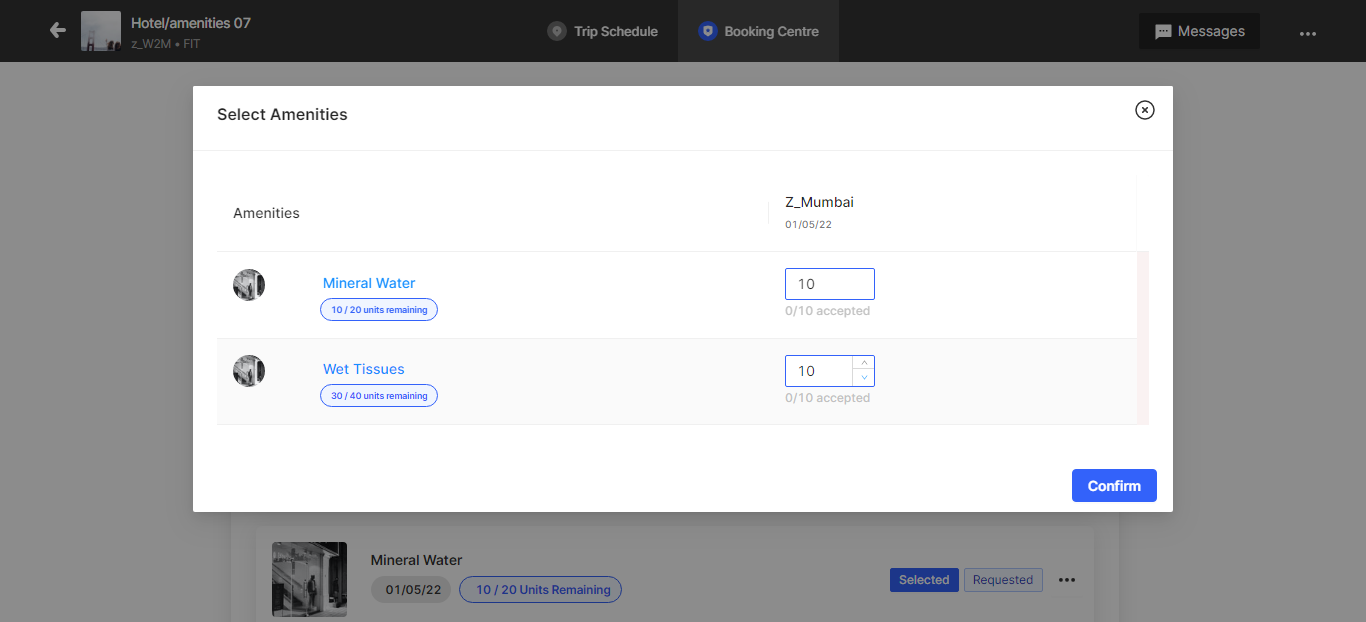 Hotel/amenities 07
z_W2M • FIT
Trip Schedule
Booking Centre
Messages
Select Amenities
Amenities
Z_Mumbai
01/05/22
Mineral Water
10 / 20 units remaining
10
0/10 accepted
Wet Tissues
30 / 40 units remaining
10
0/10 accepted
Confirm
Mineral Water
01/05/22
10 / 20 Units Remaining
Selected
Requested